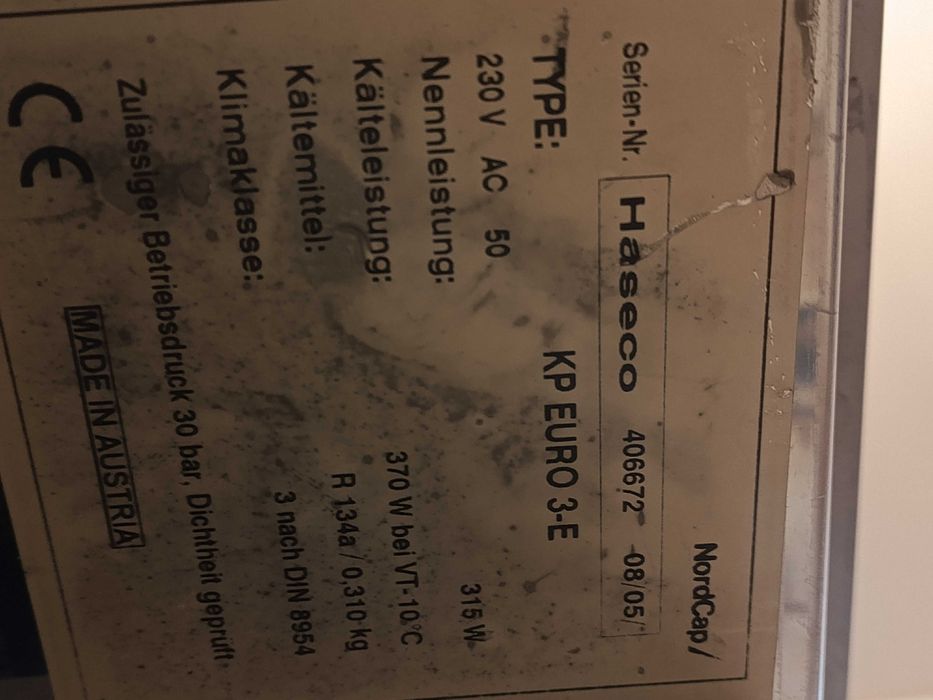 NordCap/
Serien-Nr. Haseco 406672 08/05/
TYPE: KP EURO 3-E
230 V AC 50
Nennleistung: 315 W
Kälteleistung: 370 W bei VT-10°C
Kältemittel: R 134a / 0,310 kg
Klimaklasse: 3 nach DIN 8954
Zulässiger Betriebsdruck 30 bar, Dichtheit geprüft
CE MADE IN AUSTRIA